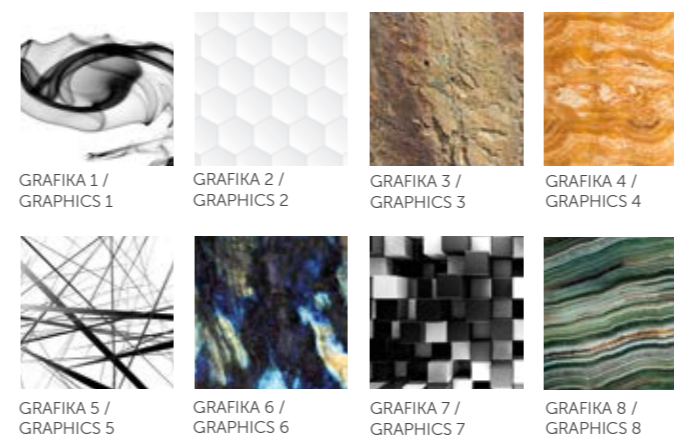 GRAFIKA 1 /
GRAPHICS 1
GRAFIKA 2 /
GRAPHICS 2
GRAFIKA 3 /
GRAPHICS 3
GRAFIKA 4 /
GRAPHICS 4
GRAFIKA 5 /
GRAPHICS 5
GRAFIKA 6 /
GRAPHICS 6
GRAFIKA 7 /
GRAPHICS 7
GRAFIKA 8 /
GRAPHICS 8